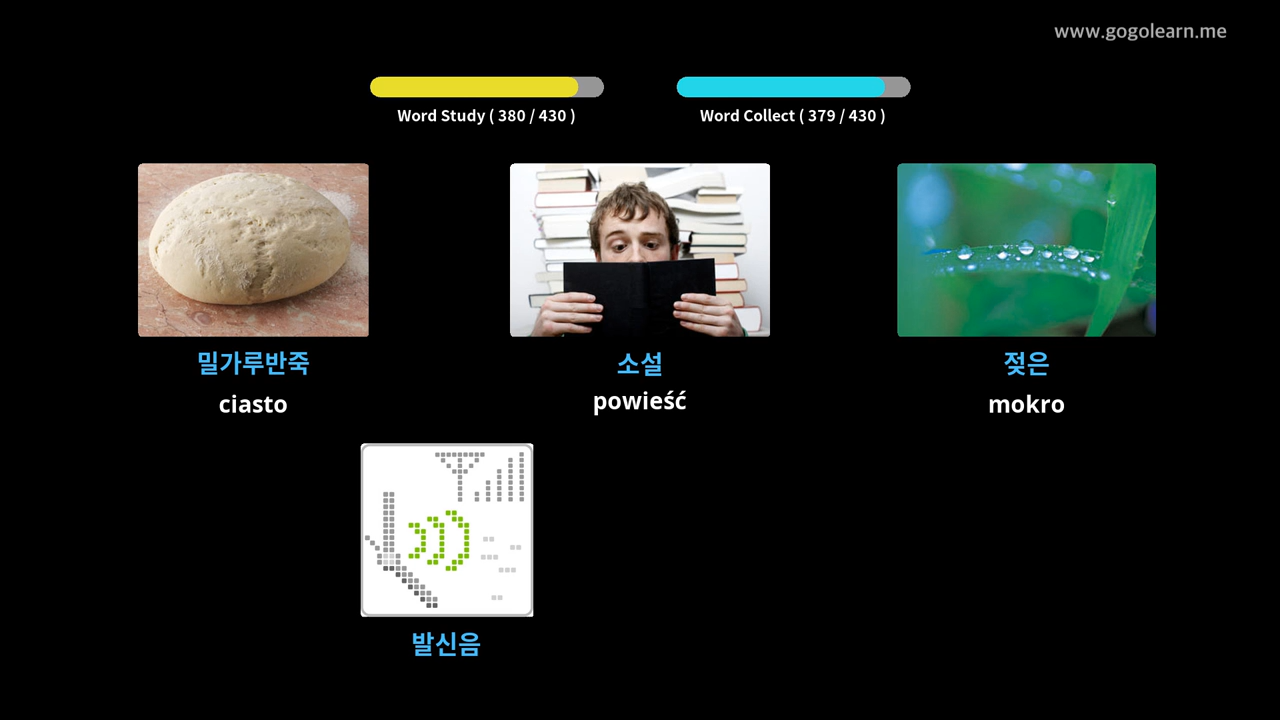 www.gogolearn.me
Word Study ( 380 / 430 )
Word Collect ( 379 / 430 )
밀가루반죽
소설
젖은
ciasto
powieść
mokro
발신음